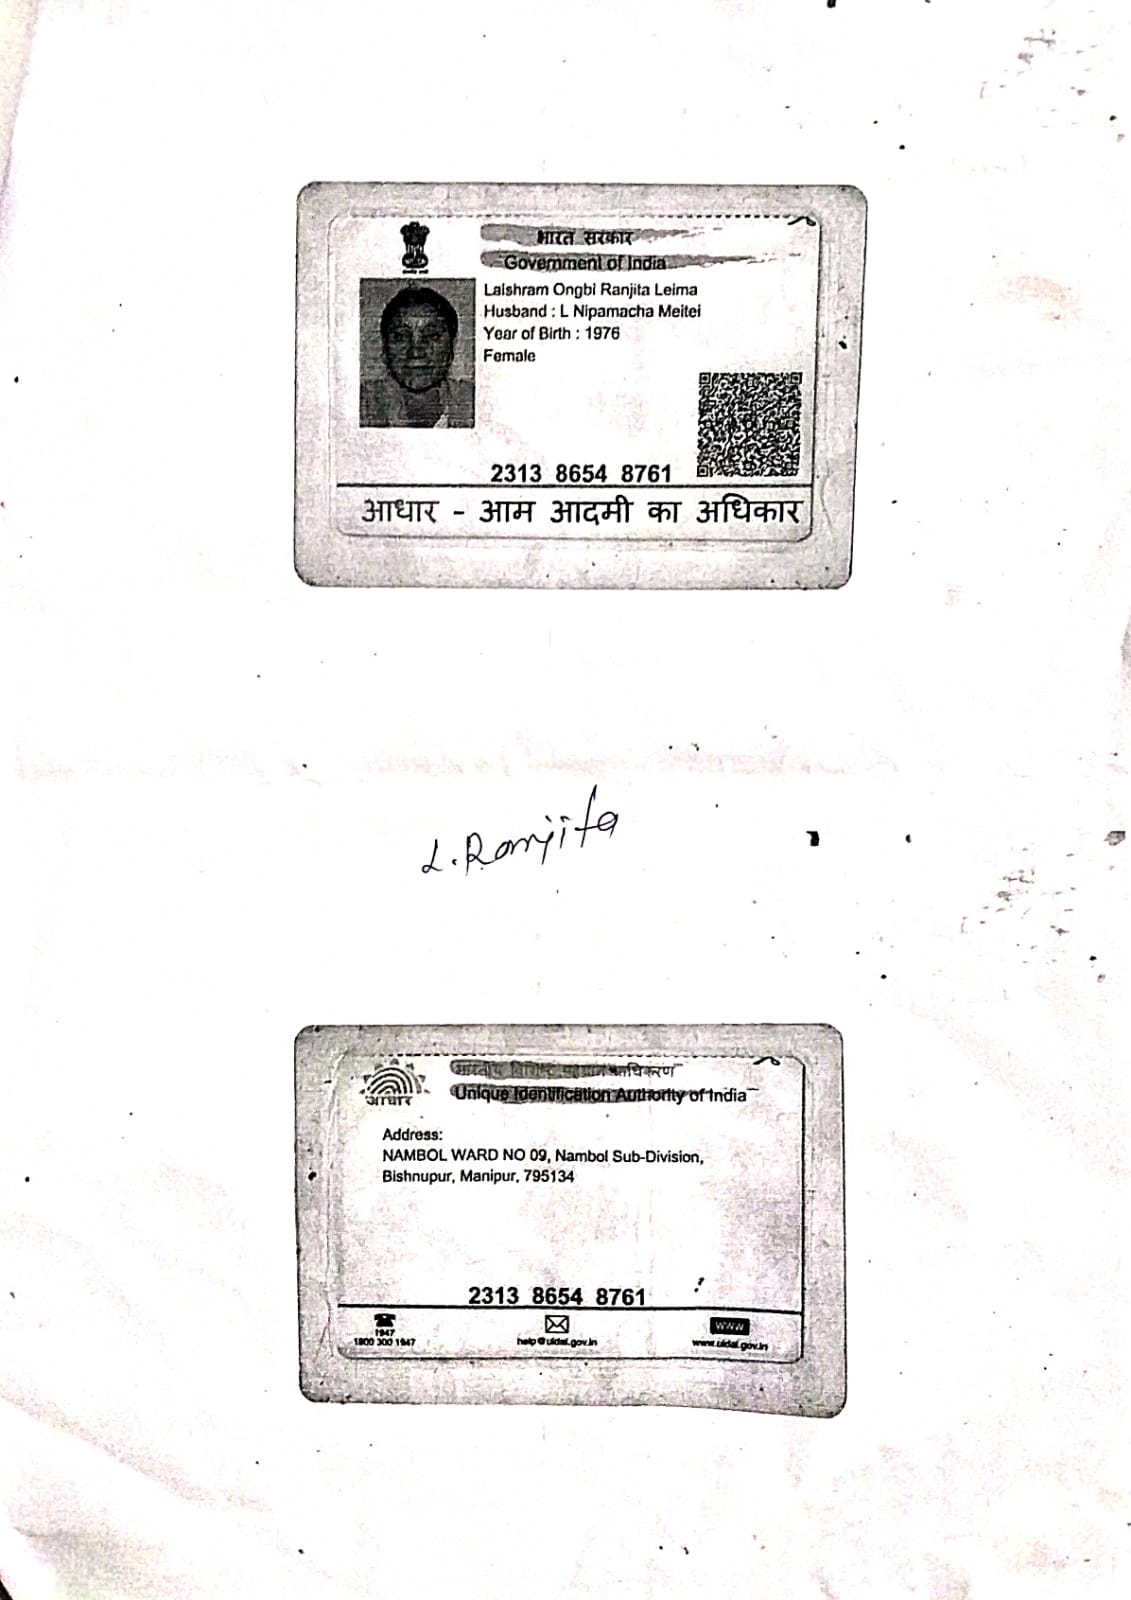 भारत सरकार
Government of India
Laishram Ongbi Ranjita Leima
Husband : L Nipamacha Meitei
Year of Birth : 1976
Female
2313 8654 8761
आधार - आम आदमी का अधिकार
L. Ranjita
भारतीय विशिष्ट पहचान प्राधिकरण
Unique Identification Authority of India
आधार
Address:
NAMBOL WARD NO 09, Nambol Sub-Division,
Bishnupur, Manipur, 795134
2313 8654 8761
1947
1800 300 1947
help@uidai.gov.in
WWW
www.uidai.gov.in